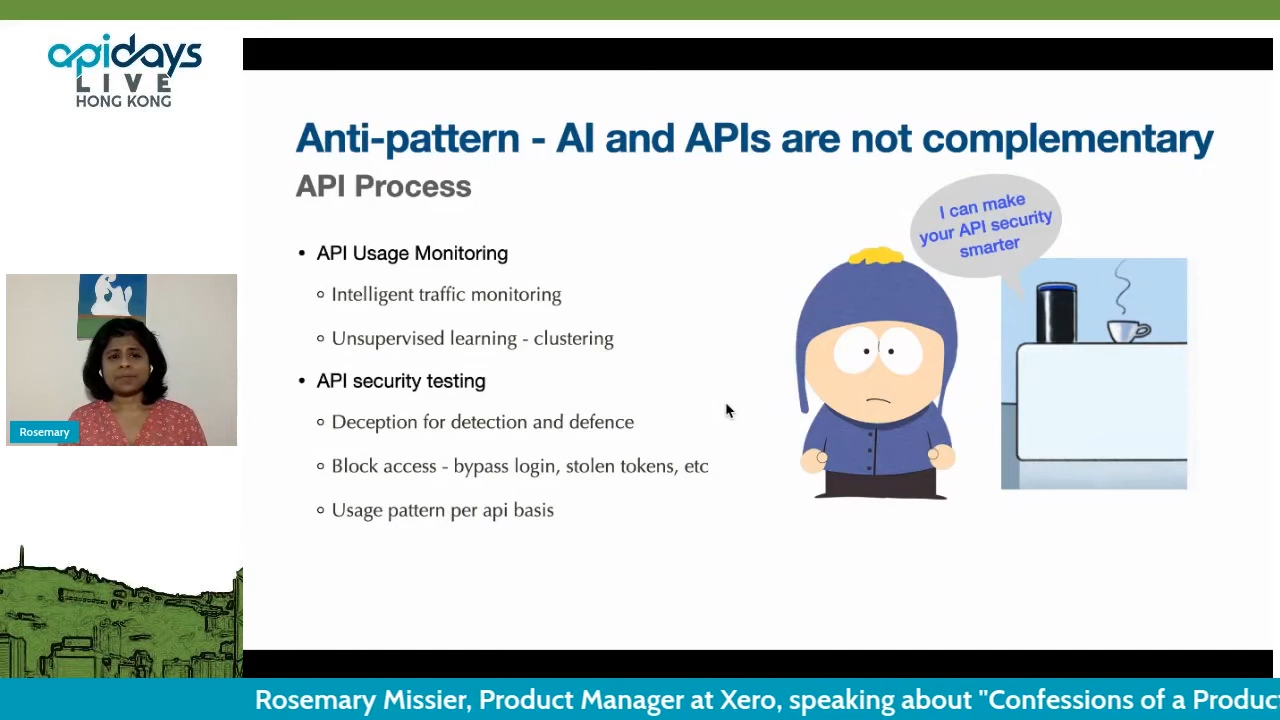 apidays
LIVE
HONG KONG
Anti-pattern - AI and APIs are not complementary
API Process
I can make
your API security
smarter
• API Usage Monitoring
◦ Intelligent traffic monitoring
◦ Unsupervised learning - clustering
• API security testing
◦ Deception for detection and defence
◦ Block access - bypass login, stolen tokens, etc
◦ Usage pattern per api basis
Rosemary
Rosemary Missier, Product Manager at Xero, speaking about "Confessions of a Produc